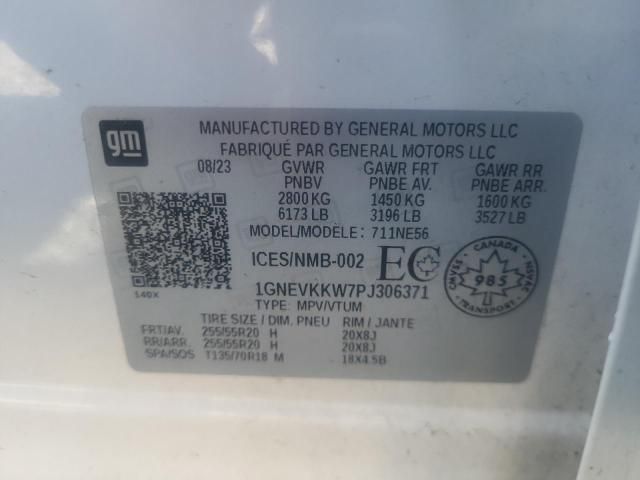 gm
MANUFACTURED BY GENERAL MOTORS LLC
FABRIQUÉ PAR GENERAL MOTORS LLC
08/23 GVWR GAWR FRT GAWR RR
PNBV PNBE AV. PNBE ARR.
2800 KG 1450 KG 1600 KG
6173 LB 3196 LB 3527 LB
MODEL/MODÈLE: 711NE56
ICES/NMB-002 EC
CANADA
985
CMVSS NSVAC
1GNEVKKW7PJ306371
140X
TYPE: MPV/VTUM
TIRE SIZE / DIM. PNEU RIM / JANTE
FRT/AV. 255/55R20 H 20X8J
RR/ARR. 255/55R20 H 20X8J
SPA/SOS T135/70R18 M 18X4.5B